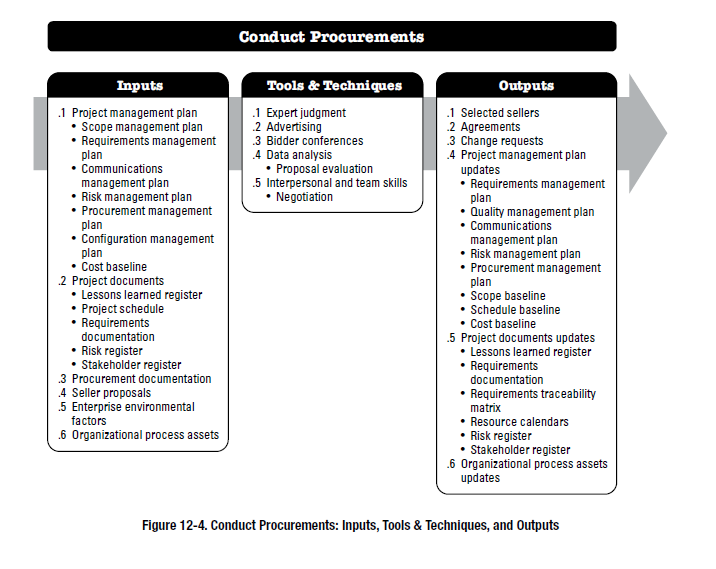 Conduct Procurements
Inputs
.1 Project management plan
• Scope management plan
• Requirements management
plan
• Communications
management plan
• Risk management plan
• Procurement management
plan
• Configuration management
plan
• Cost baseline
.2 Project documents
• Lessons learned register
• Project schedule
• Requirements
documentation
• Risk register
• Stakeholder register
.3 Procurement documentation
.4 Seller proposals
.5 Enterprise environmental
factors
.6 Organizational process assets
Tools & Techniques
.1 Expert judgment
.2 Advertising
.3 Bidder conferences
.4 Data analysis
• Proposal evaluation
.5 Interpersonal and team skills
• Negotiation
Outputs
.1 Selected sellers
.2 Agreements
.3 Change requests
.4 Project management plan
updates
• Requirements management
plan
• Quality management plan
• Communications
management plan
• Risk management plan
• Procurement management
plan
• Scope baseline
• Schedule baseline
• Cost baseline
.5 Project documents updates
• Lessons learned register
• Requirements
documentation
• Requirements traceability
matrix
• Resource calendars
• Risk register
• Stakeholder register
.6 Organizational process assets
updates
Figure 12-4. Conduct Procurements: Inputs, Tools & Techniques, and Outputs